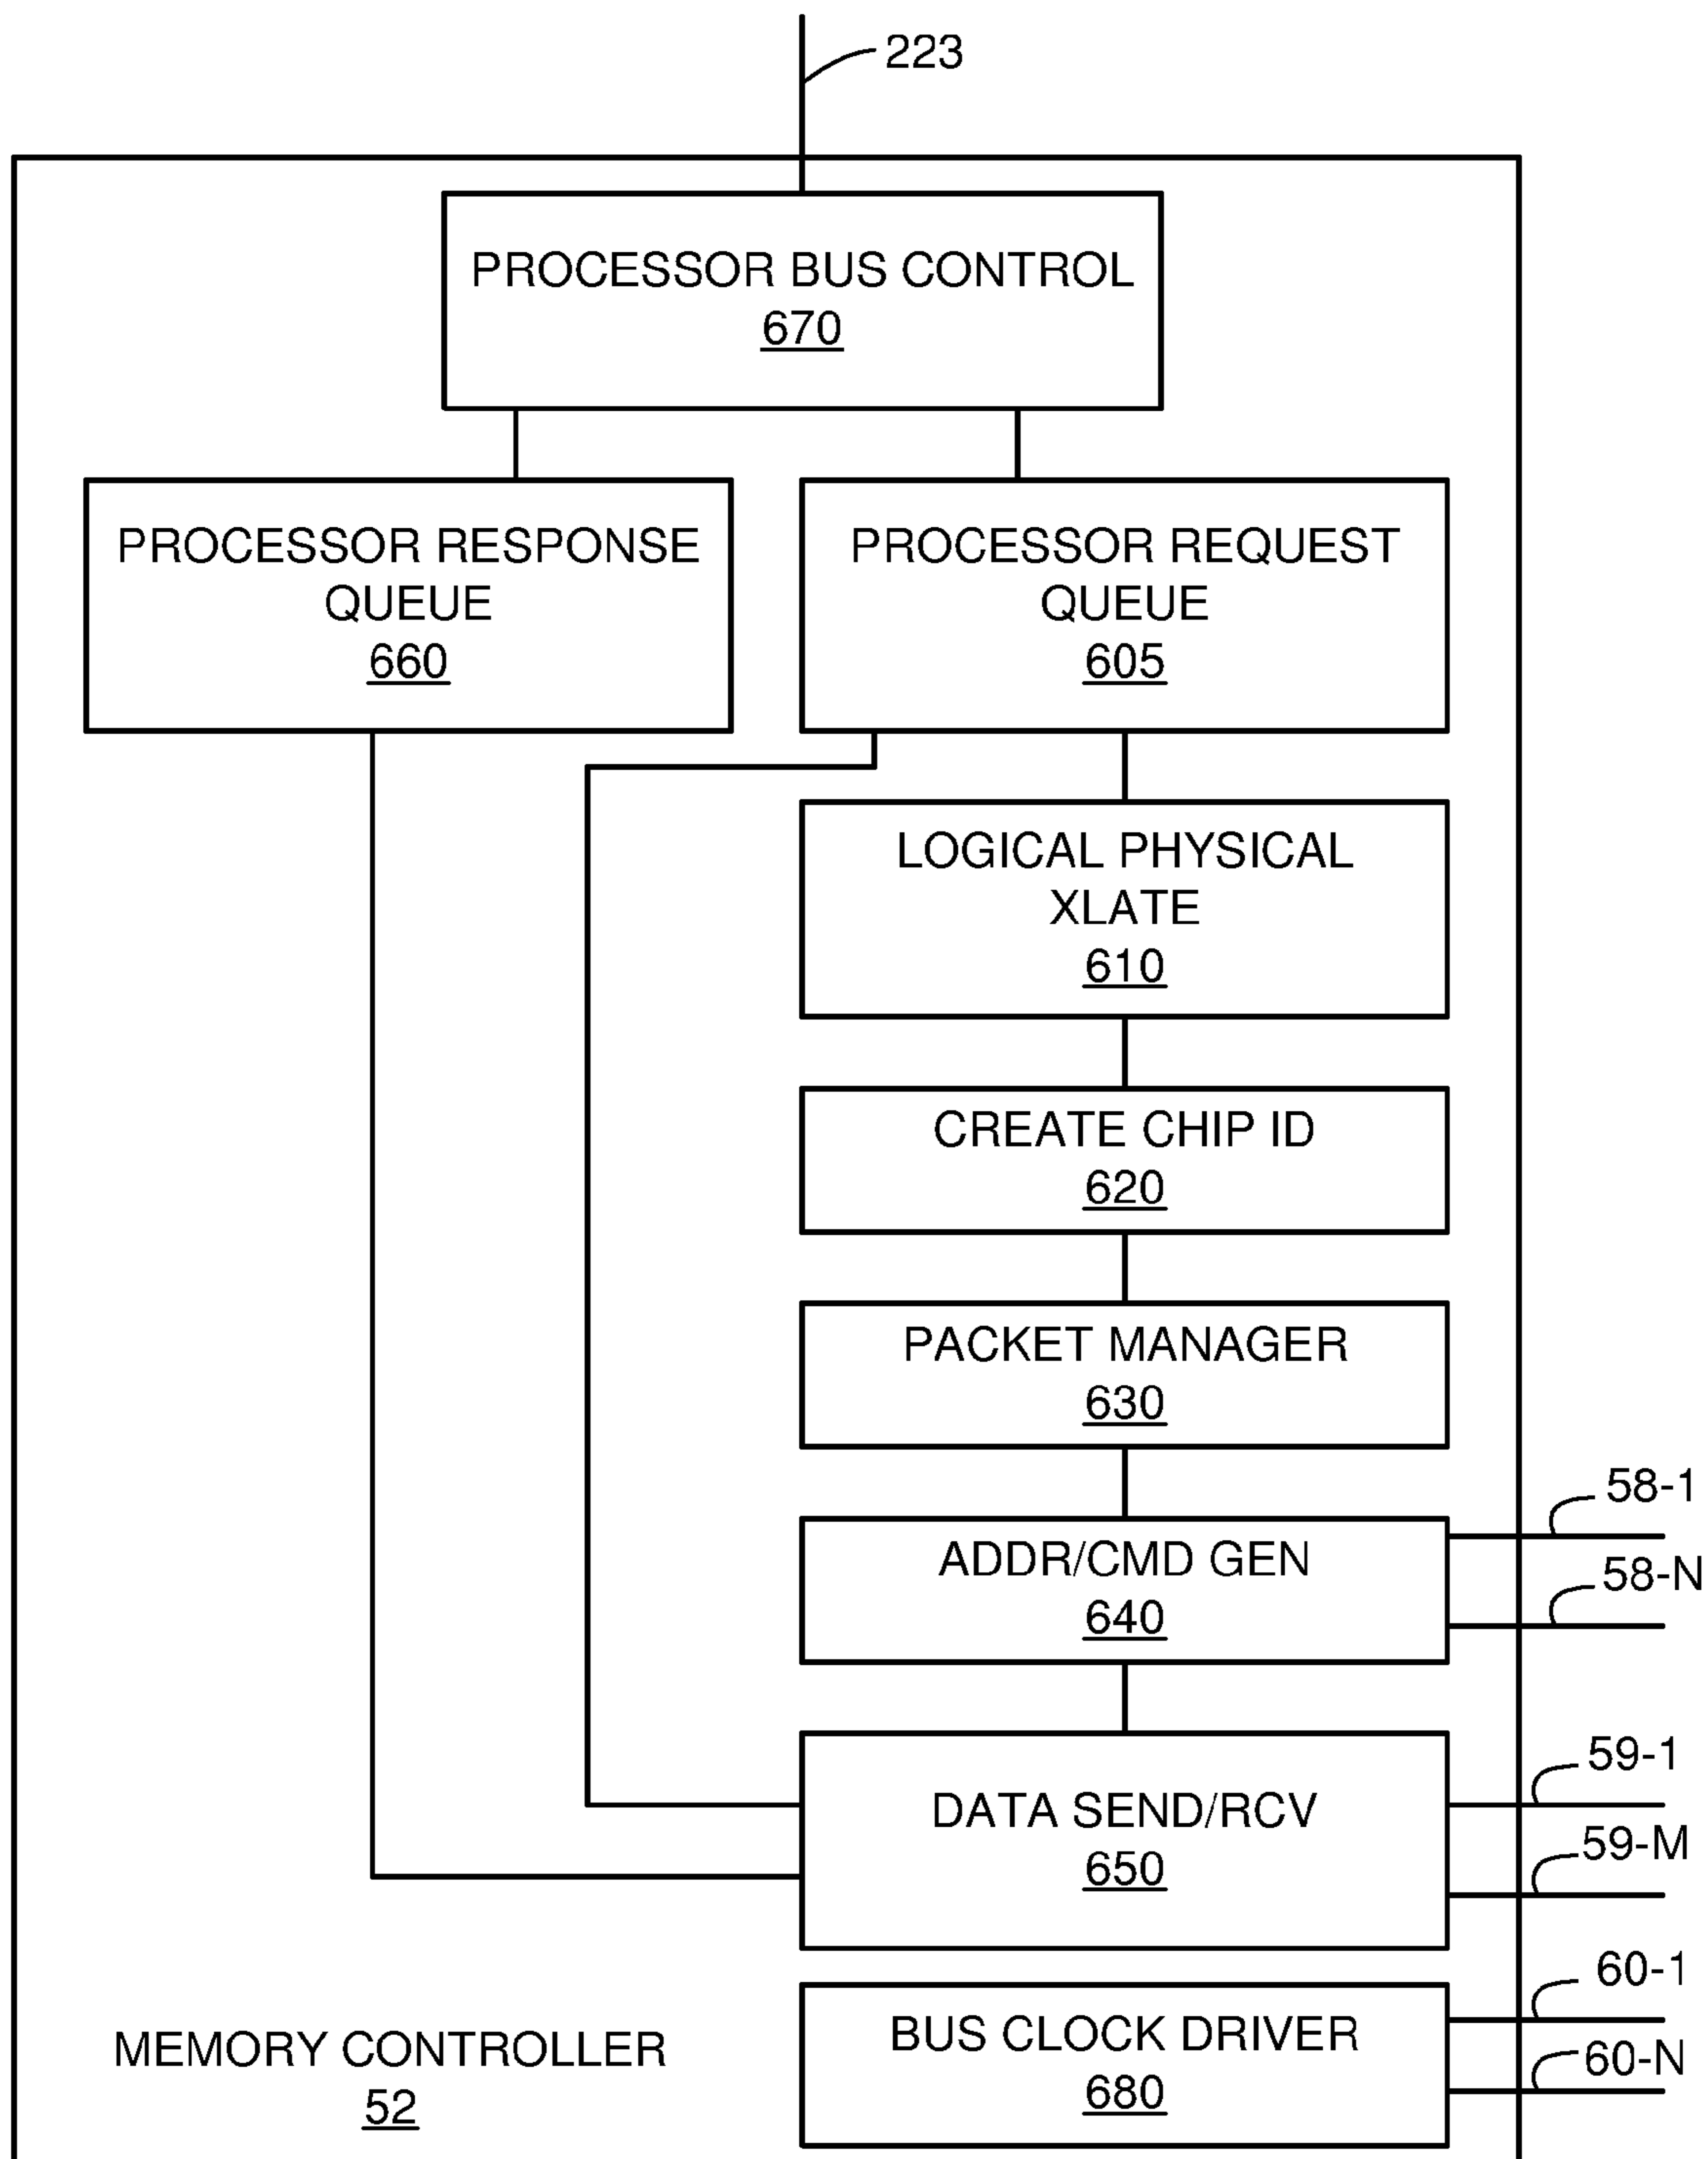 223
PROCESSOR BUS CONTROL
670
PROCESSOR RESPONSE
QUEUE
660
PROCESSOR REQUEST
QUEUE
605
LOGICAL PHYSICAL
XLATE
610
CREATE CHIP ID
620
PACKET MANAGER
630
58-1
ADDR/CMD GEN
640
58-N
59-1
DATA SEND/RCV
650
59-M
60-1
BUS CLOCK DRIVER
680
60-N
MEMORY CONTROLLER
52